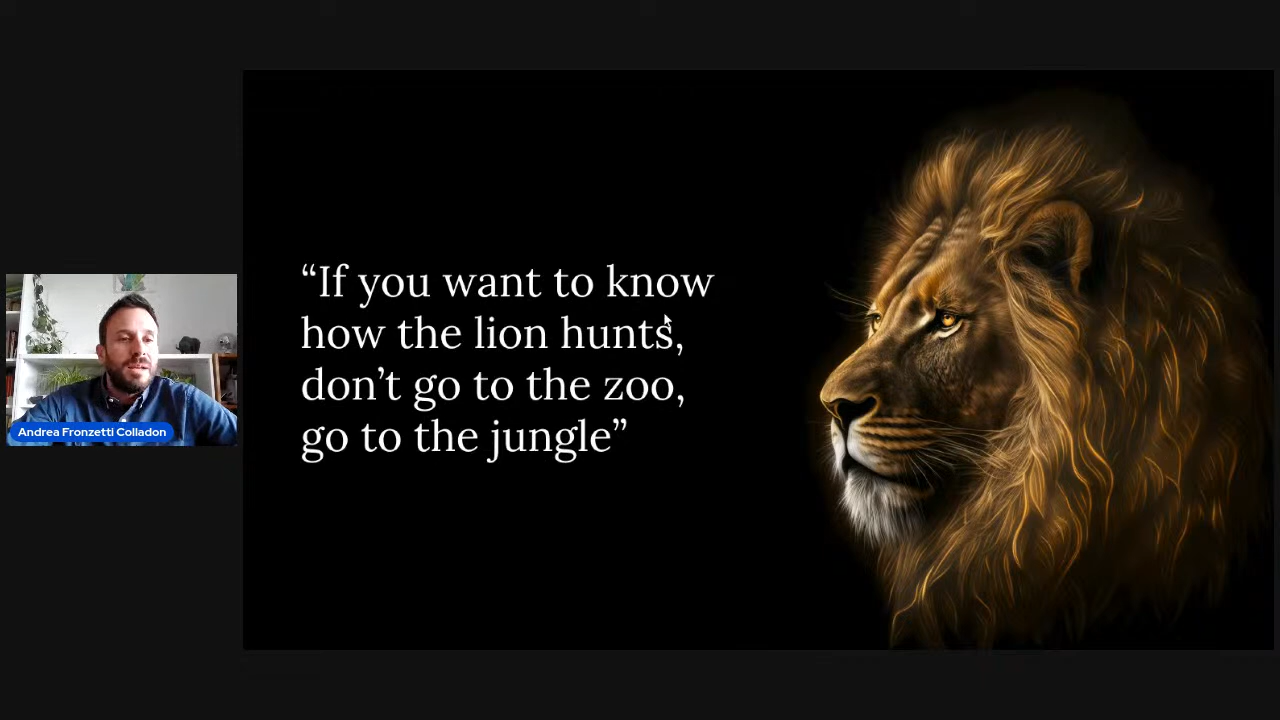 Andrea Fronzetti Colladon
“If you want to know
how the lion hunts,
don’t go to the zoo,
go to the jungle”